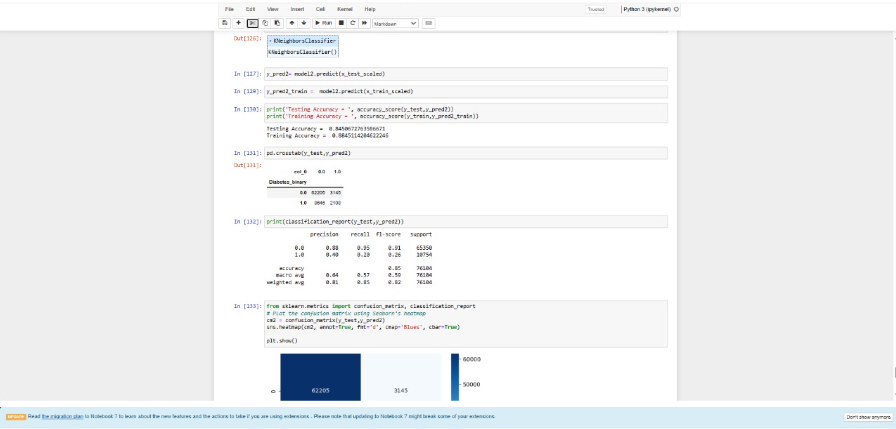 File Edit View Insert Cell Kernel Help Trusted Python 3 (ipykernel)
Run Markdown
Out[126]: KNeighborsClassifier
KNeighborsClassifier()
In [127]: y_pred2= model2.predict(x_test_scaled)
In [129]: y_pred2_train = model2.predict(x_train_scaled)
In [130]: print('Testing Accuracy = ', accuracy_score(y_test,y_pred2))
print('Training Accuracy = ', accuracy_score(y_train,y_pred2_train))
Testing Accuracy =
Training Accuracy =
In [131]: pd.crosstab(y_test,y_pred2)
Out[131]:
col_0 0.0 1.0
Diabetes_binary
0.0 62205 3145
1.0
In [132]: print(classification_report(y_test,y_pred2))
precision recall f1-score support
0.0 0.88 0.95 0.91 65350
1.0 0.40 0.20 0.26 10754
accuracy 0.85 76104
macro avg 0.64 0.57 0.59 76104
weighted avg 0.81 0.85 0.82 76104
In [133]: from sklearn.metrics import confusion_matrix, classification_report
# Plot the confusion matrix using Seaborn's heatmap
cm2 = confusion_matrix(y_test,y_pred2)
sns.heatmap(cm2, annot=True, fmt='d', cmap='Blues', cbar=True)
plt.show()
60000
50000
0 62205 3145
UPDATE Read the migration plan to Notebook 7 to learn about the new features and the actions to take if you are using extensions - Please note that updating to Notebook 7 might break some of your extensions. Don't show anymore